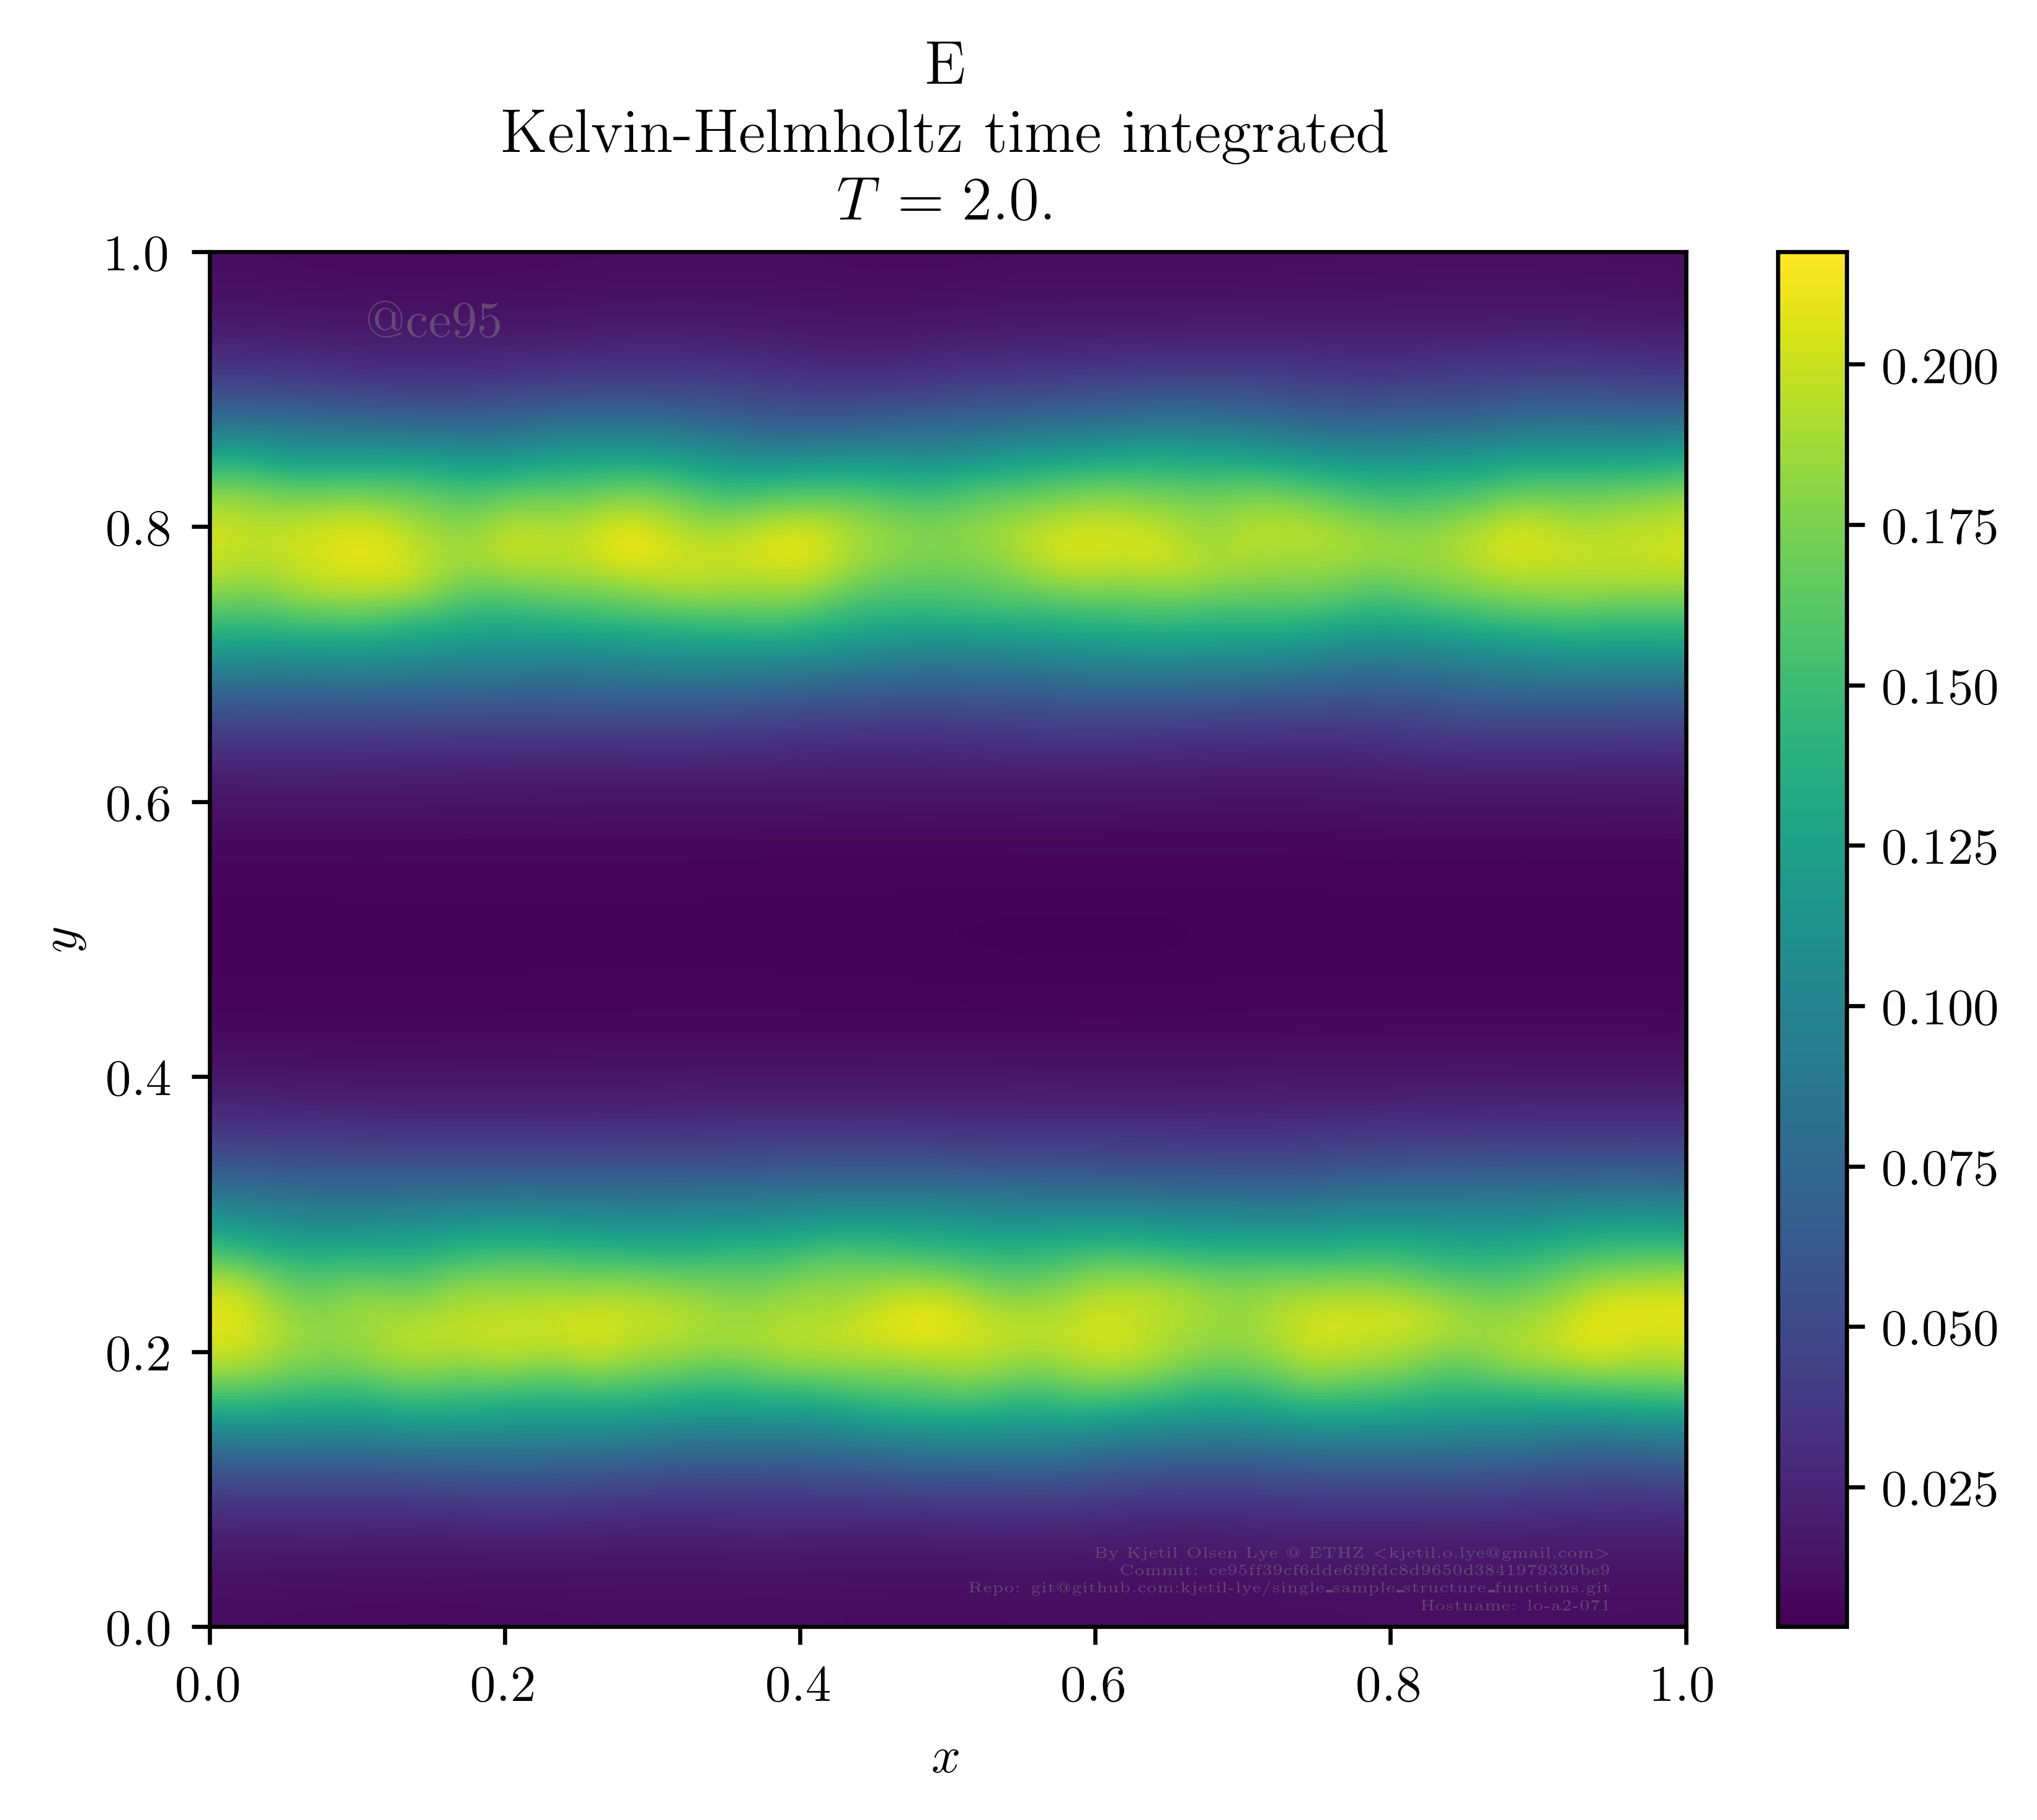 E
Kelvin-Helmholtz time integrated
T = 2.0.
1.0
@ce95
0.8
0.6
0.4
0.2
0.0
y
0.0 0.2 0.4 0.6 0.8 1.0
x
0.200
0.175
0.150
0.125
0.100
0.075
0.050
0.025
By Kjetil Olsen Lye @ ETHZ <kjetil.o.lye@gmail.com>
Commit: ce95ff39cf6dde6f9fdc8d9650d3841979330be9
Repo: git@github.com:kjetil-lye/single_sample_structure_functions.git
Hostname: lo-a2-071